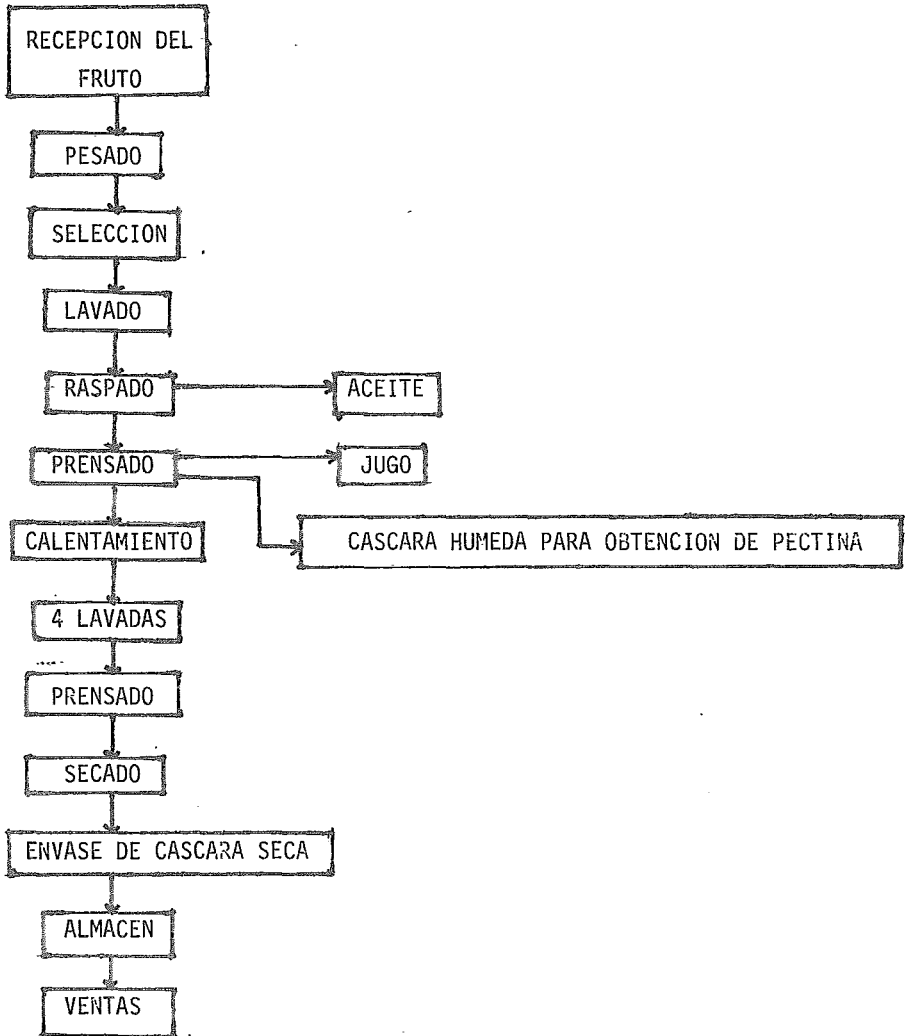 RECEPCION DEL
FRUTO
PESADO
SELECCION
LAVADO
RASPADO
ACEITE
PRENSADO
JUGO
CALENTAMIENTO
CASCARA HUMEDA PARA OBTENCION DE PECTINA
4 LAVADAS
PRENSADO
SECADO
ENVASE DE CASCARA SECA
ALMACEN
VENTAS